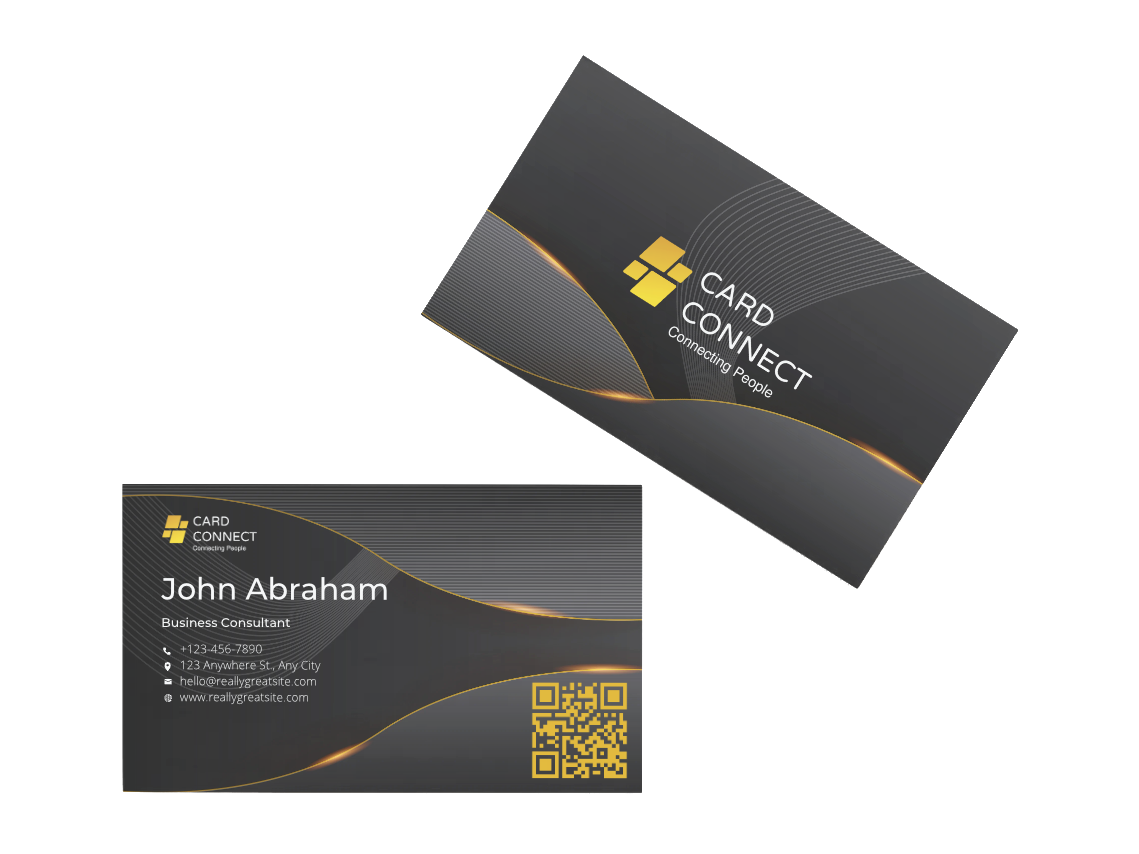 CARD
CONNECT
Connecting People
CARD
CONNECT
Connecting People
John Abraham
Business Consultant
+123-456-7890
123 Anywhere St., Any City
hello@reallygreatsite.com
www.reallygreatsite.com